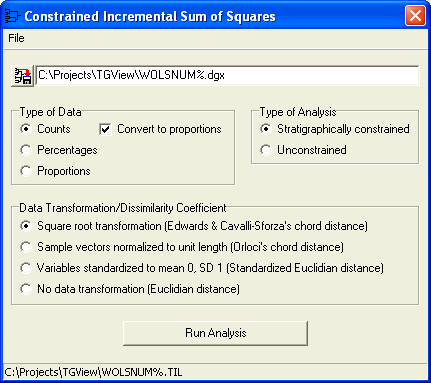 Constrained Incremental Sum of Squares
File
C:\Projects\TGView\WOLSNUM%.dgx
Type of Data
Counts
Convert to proportions
Percentages
Proportions
Type of Analysis
Stratigraphically constrained
Unconstrained
Data Transformation/Dissimilarity Coefficient
Square root transformation (Edwards & Cavalli-Sforza's chord distance)
Sample vectors normalized to unit length (Orloci's chord distance)
Variables standardized to mean 0, SD 1 (Standardized Euclidian distance)
No data transformation (Euclidian distance)
Run Analysis
C:\Projects\TGView\WOLSNUM%.TIL